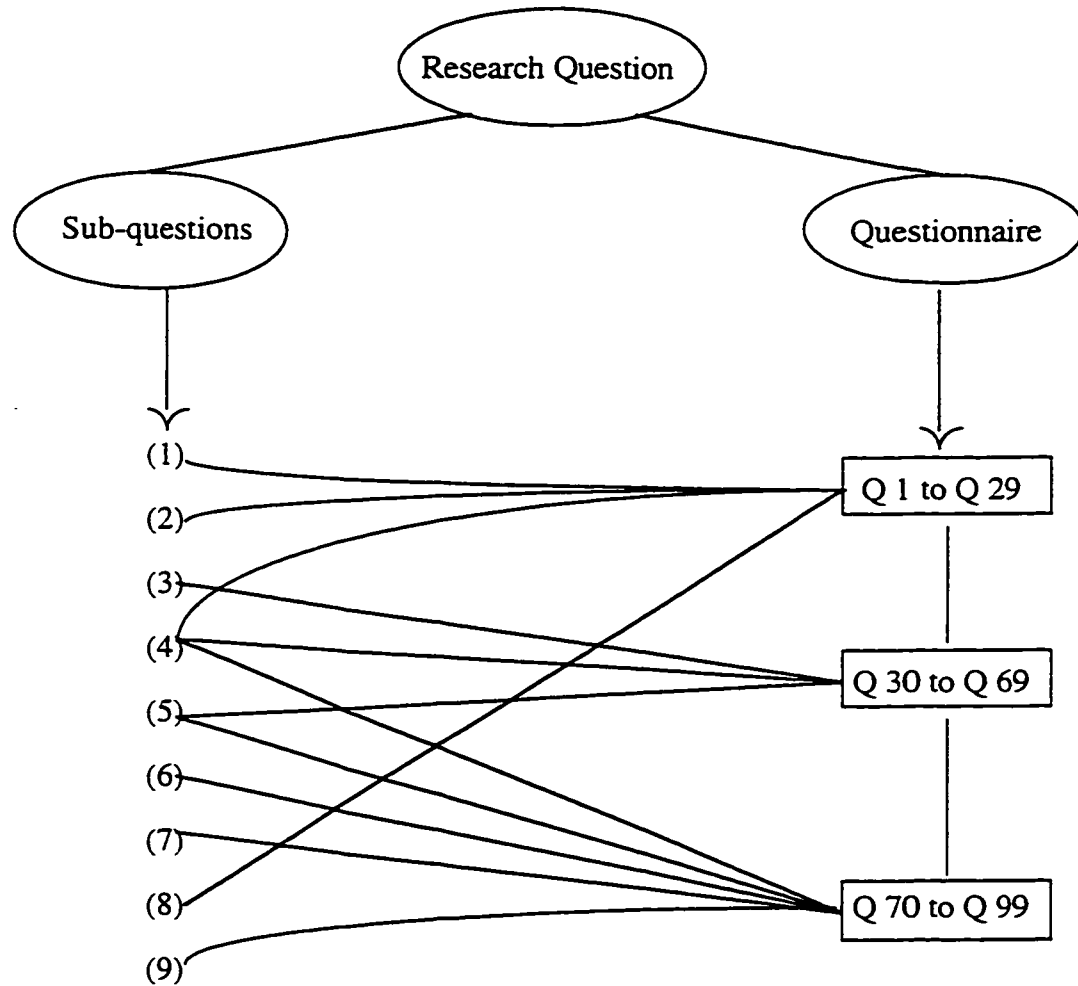 Research Question
Sub-questions
Questionnaire
(1)
Q 1 to Q 29
(2)
(3)
(4)
Q 30 to Q 69
(5)
(6)
(7)
(8)
Q 70 to Q 99
(9)